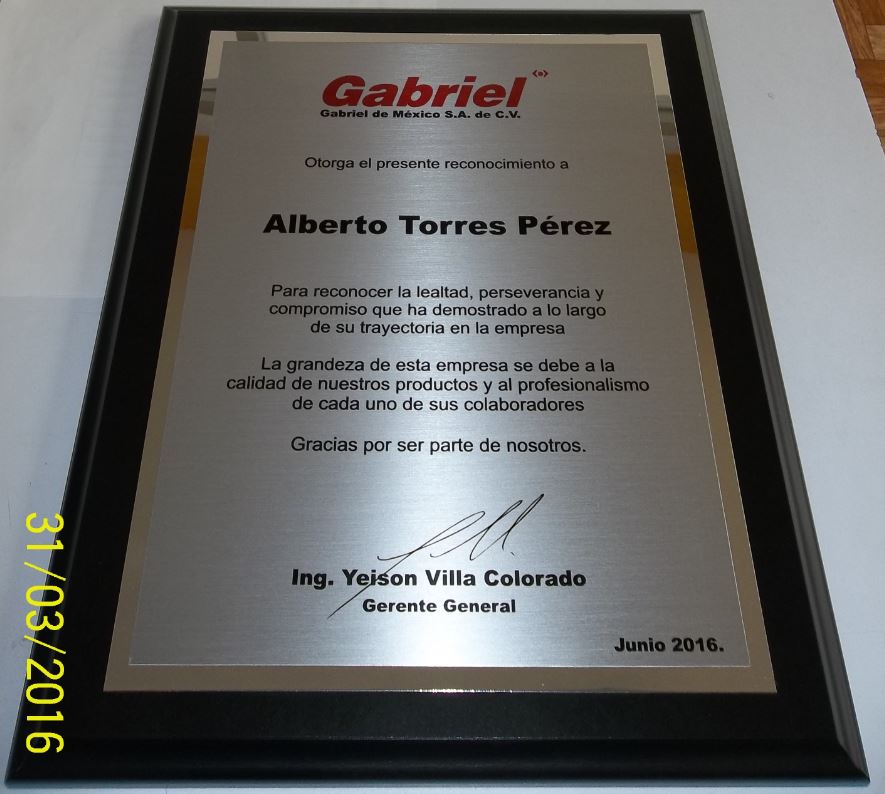 Gabriel
Gabriel de México S.A. de C.V.
Otorga el presente reconocimiento a
Alberto Torres Pérez
Para reconocer la lealtad, perseverancia y
compromiso que ha demostrado a lo largo
de su trayectoria en la empresa
La grandeza de esta empresa se debe a la
calidad de nuestros productos y al profesionalismo
de cada uno de sus colaboradores
Gracias por ser parte de nosotros.
Ing. Yeison Villa Colorado
Gerente General
Junio 2016.
31/03/2016